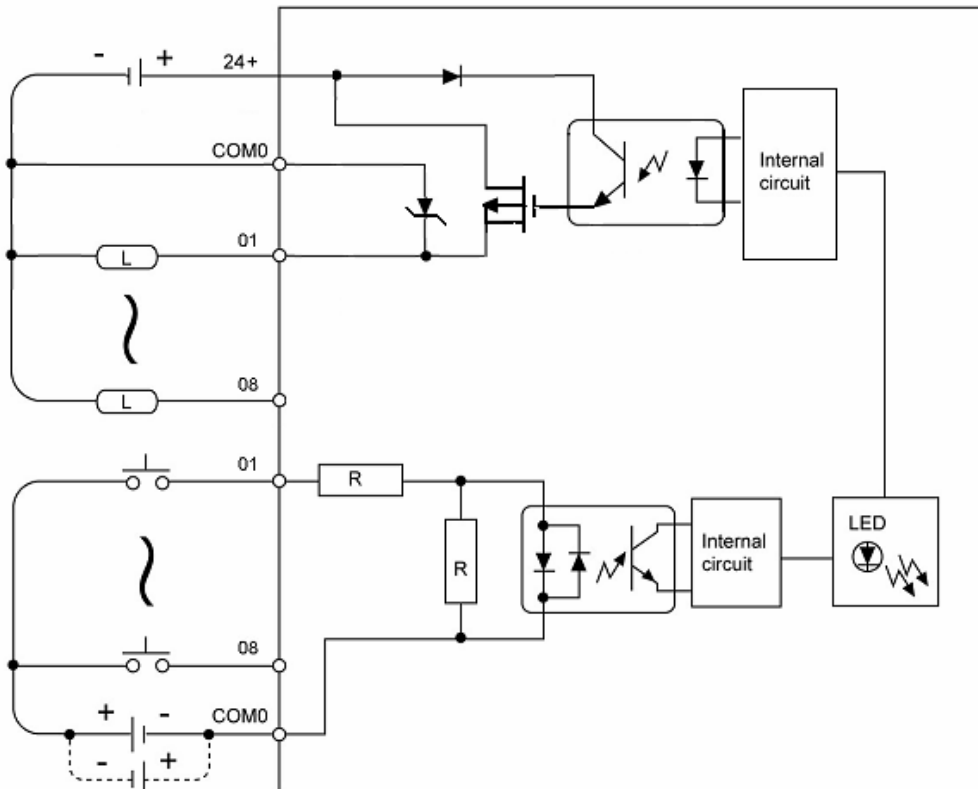 - +
24+
COM0
Internal
circuit
01
L
08
L
01
R
LED
R
Internal
circuit
08
+ -
COM0
- +